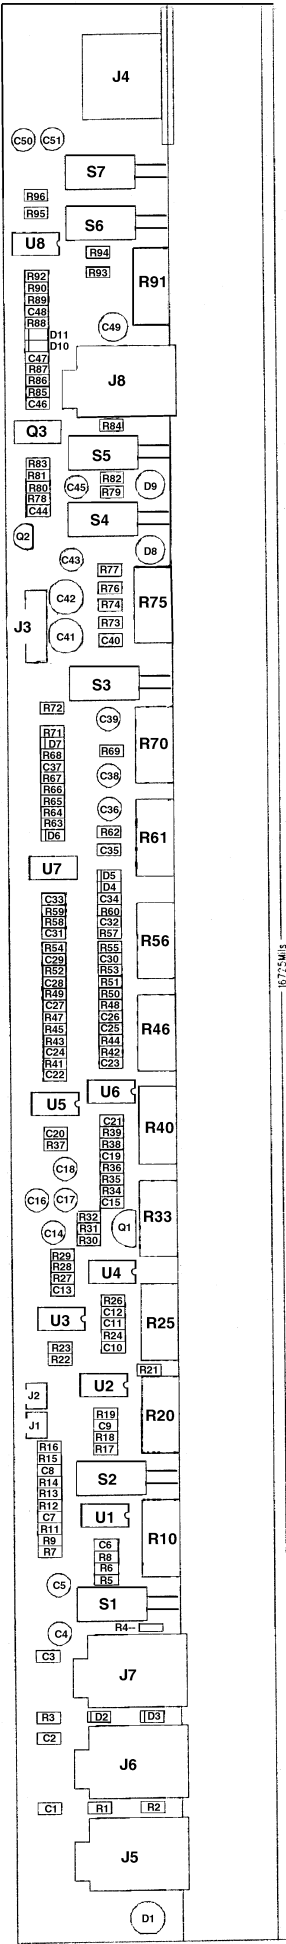 J4
C50 C51
S7
R96
R95
S6
U8
R94
R93
R91
R92
R90
R89
C48
R88
D11
D10
C49
C47
R87
R86
R85
C46
J8
Q3
R84
S5
R83
R81
R80
R78
C44
C45
R82
R79
D9
S4
Q2
D8
C43
R77
R76
R74
R73
C40
R75
C42
C41
J3
S3
R72
C39
R70
R71
D7
R68
C37
R67
R66
R65
R64
R63
D6
R69
C38
C36
R61
R62
C35
U7
D5
D4
C34
R60
C32
R57
R55
C30
R53
R51
R50
R48
C26
C25
R44
R42
C23
C33
R59
R58
C31
R54
C29
R52
C28
R49
C27
R47
R45
R43
C24
R41
C22
R56
16725Mils
R46
U6
U5
R40
C21
R39
R38
C19
R36
R35
R34
C15
C20
R37
C18
C16 C17
R33
R32
R31
R30
Q1
C14
R29
R28
R27
C13
U4
R26
C12
C11
R24
C10
U3
R25
R23
R22
R21
U2
J2
J1
R20
R19
C9
R18
R17
R16
R15
C8
R14
R13
R12
C7
R11
R9
R7
S2
U1
R10
C6
R8
R6
R5
C5
S1
R4--
C4
C3
J7
R3 D2 D3
C2
J6
C1 R1 R2
J5
D1